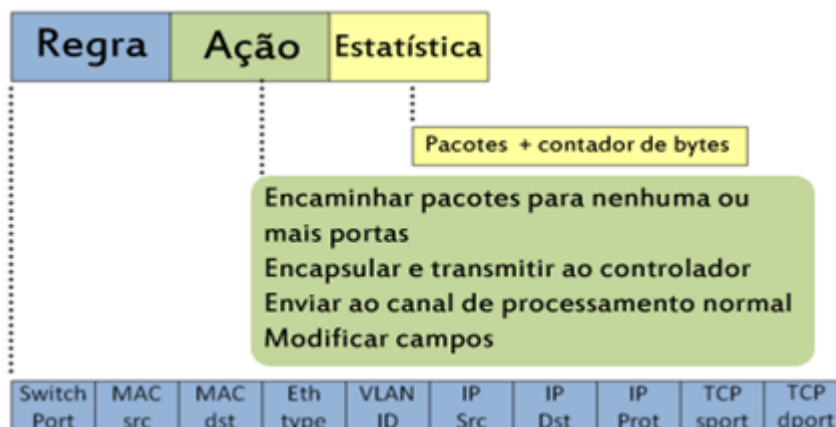 Regra Ação Estatística
Pacotes + contador de bytes
Encaminhar pacotes para nenhuma ou
mais portas
Encapsular e transmitir ao controlador
Enviar ao canal de processamento normal
Modificar campos
Switch MAC MAC Eth VLAN IP IP IP TCP TCP
Port src dst type ID Src Dst Prot sport dport